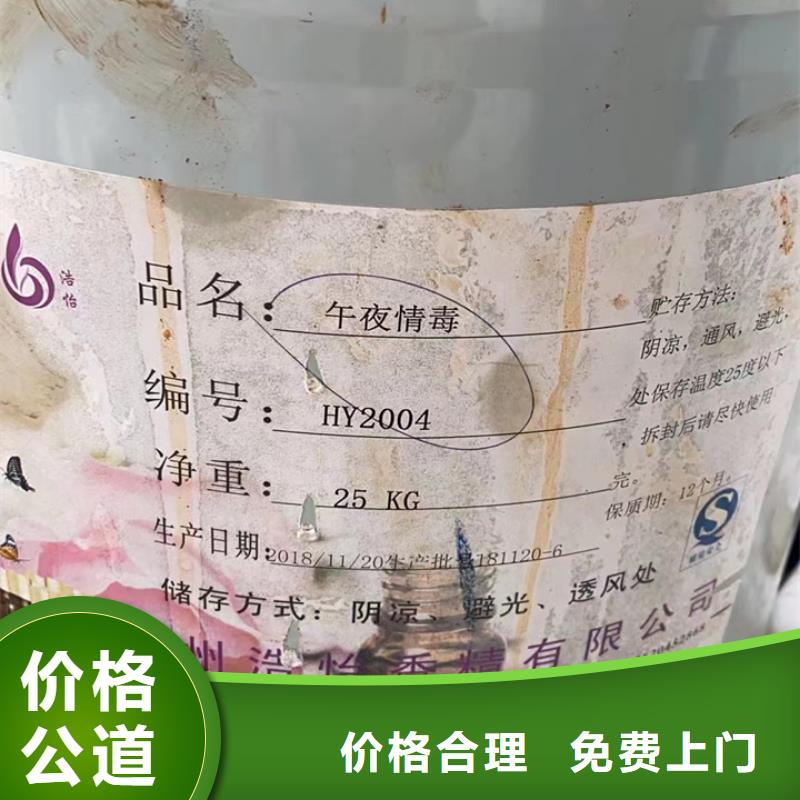 浩怡
品名： 午夜情毒
编号： HY2004
净重： 25 KG
生产日期： 2018/11/20生产批号181120-6
储存方式：阴凉、避光、透风处
州浩怡香精有限公司
贮存方法：
阴凉，通风，避光，
处保存温度25度以下
，拆封后请尽快使用
完。
保质期：12个月。
价格
公道
价格合理 免费上门